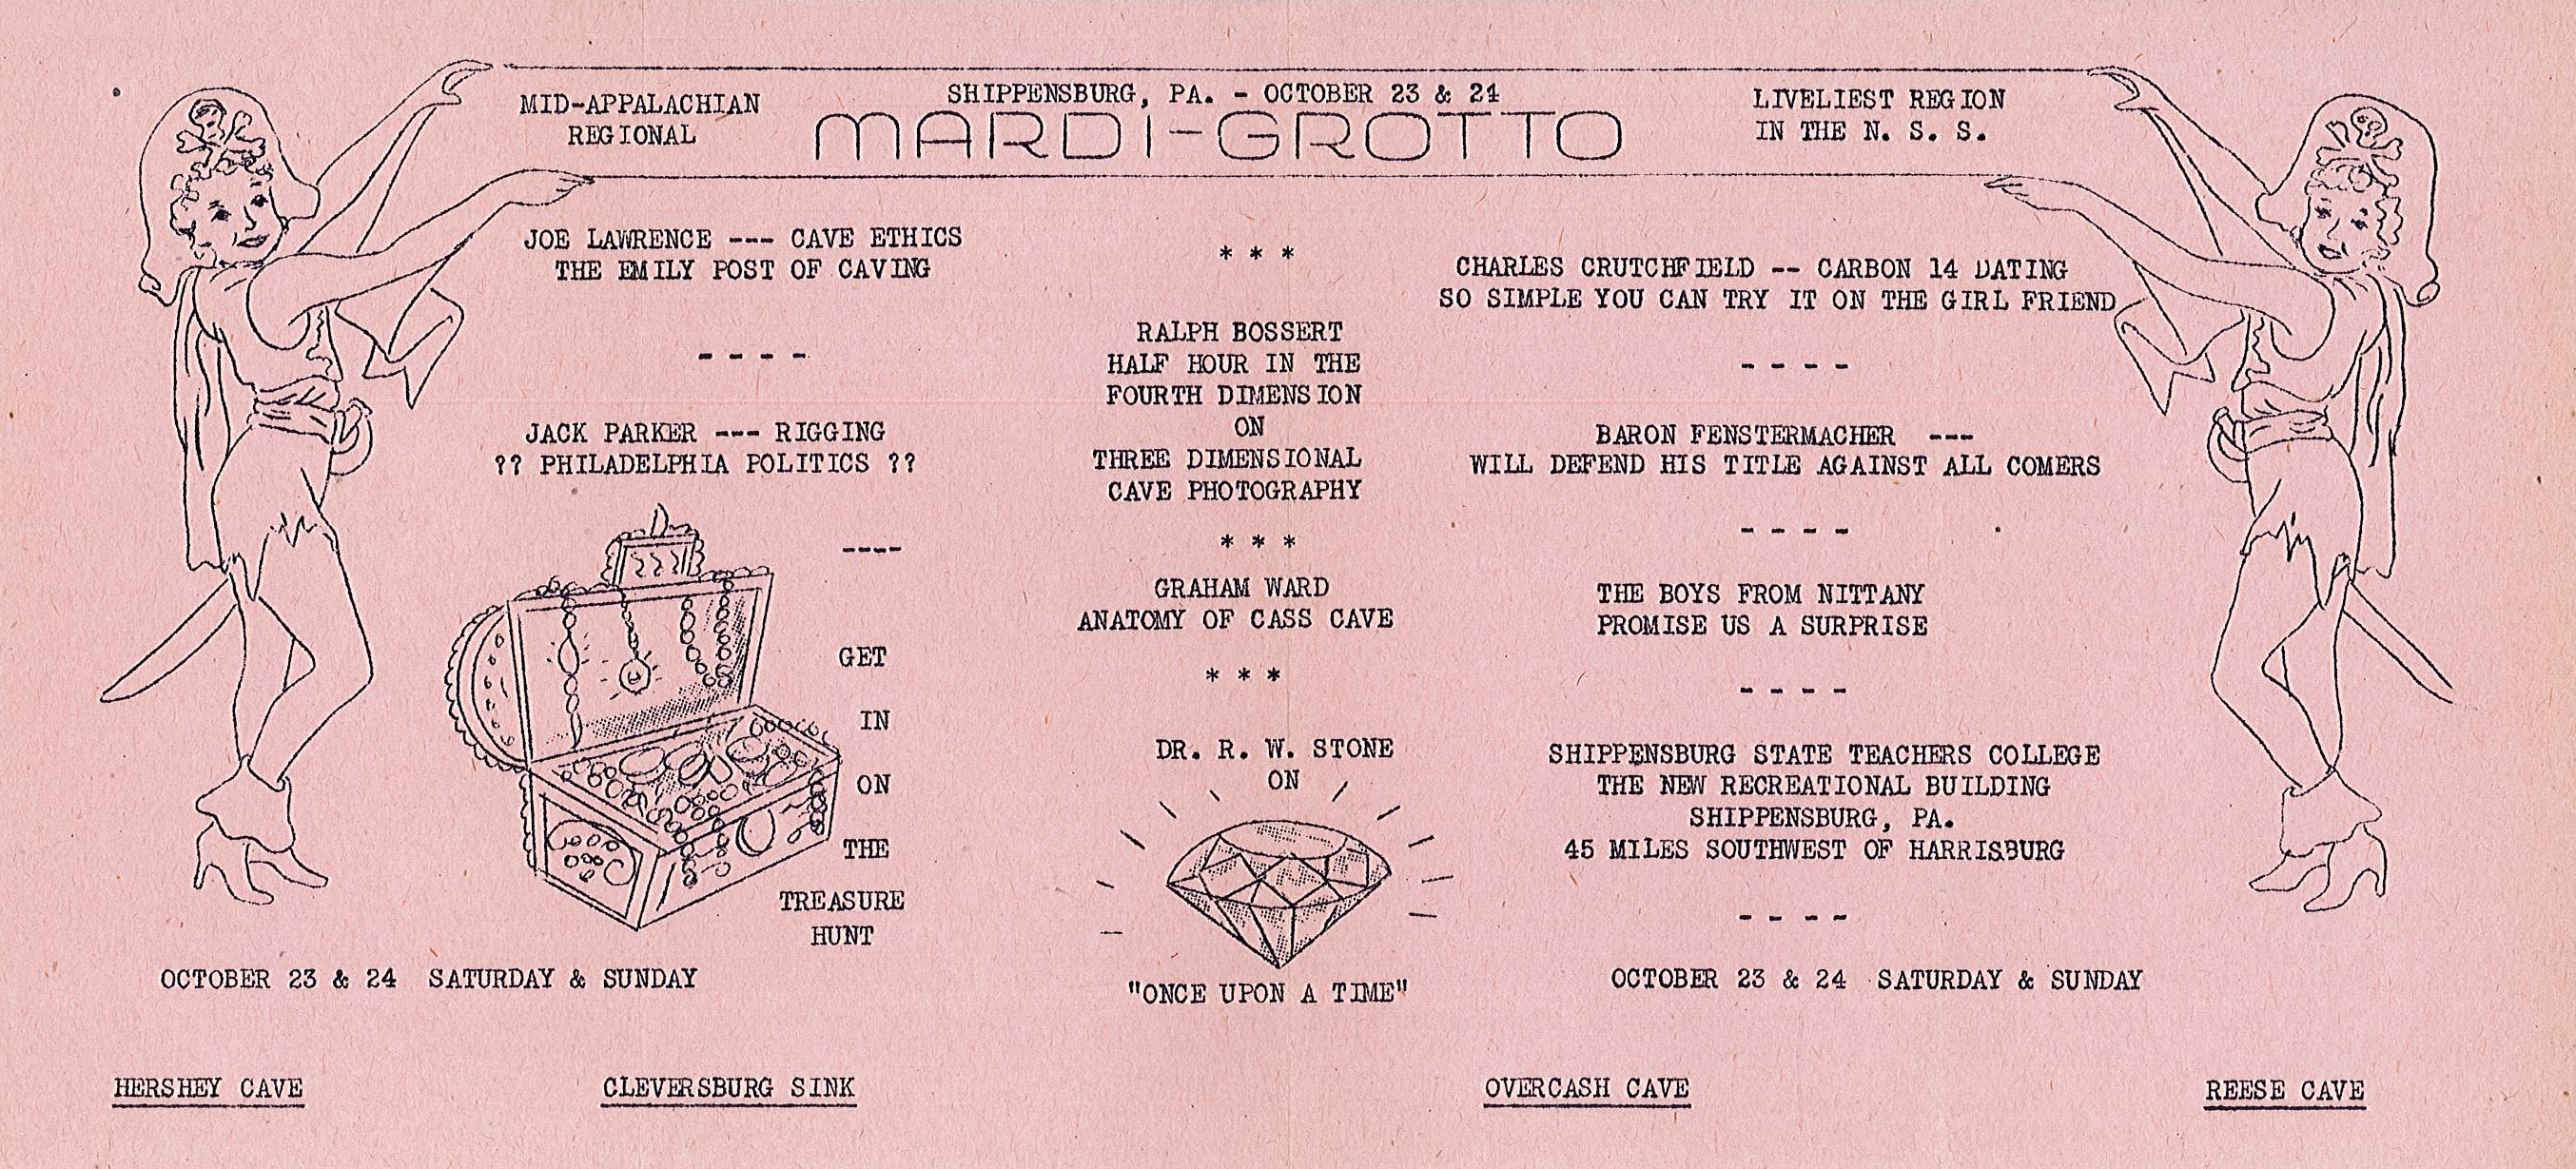 MID-APPALACHIAN
REGIONAL
SHIPPENSBURG, PA. - OCTOBER 23 & 24
MARDI-GROTTO
LIVELIEST REGION
IN THE N. S. S.
JOE LAWRENCE --- CAVE ETHICS
THE EMILY POST OF CAVING
- - - -
JACK PARKER --- RIGGING
?? PHILADELPHIA POLITICS ??
----
GET
IN
ON
THE
TREASURE
HUNT
OCTOBER 23 & 24 SATURDAY & SUNDAY
* * *
RALPH BOSSERT
HALF HOUR IN THE
FOURTH DIMENSION
ON
THREE DIMENSIONAL
CAVE PHOTOGRAPHY
* * *
GRAHAM WARD
ANATOMY OF CASS CAVE
* * *
DR. R. W. STONE
ON
"ONCE UPON A TIME"
CHARLES CRUTCHFIELD -- CARBON 14 DATING
SO SIMPLE YOU CAN TRY IT ON THE GIRL FRIEND
- - - -
BARON FENSTERMACHER ---
WILL DEFEND HIS TITLE AGAINST ALL COMERS
- - - -
THE BOYS FROM NITTANY
PROMISE US A SURPRISE
- - - -
SHIPPENSBURG STATE TEACHERS COLLEGE
THE NEW RECREATIONAL BUILDING
SHIPPENSBURG, PA.
45 MILES SOUTHWEST OF HARRISBURG
- - - -
OCTOBER 23 & 24 SATURDAY & SUNDAY
HERSHEY CAVE
CLEVERSBURG SINK
OVERCASH CAVE
REESE CAVE